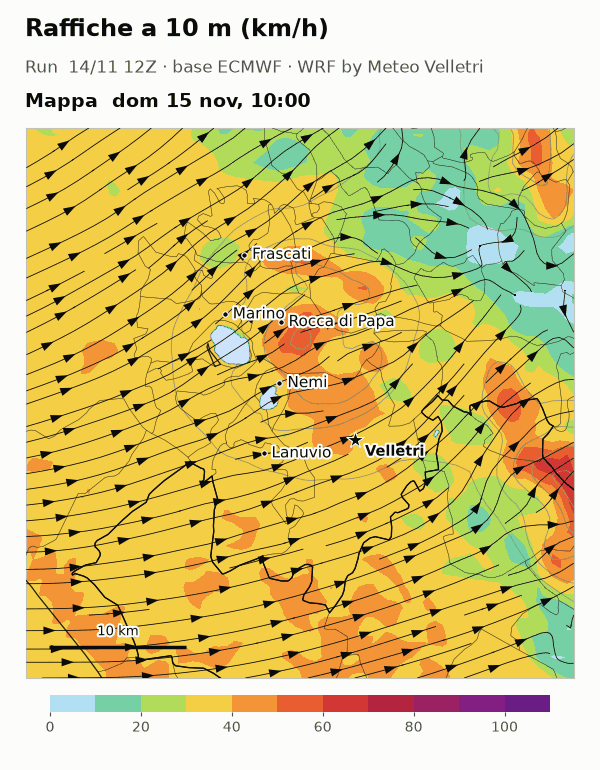 Raffiche a 10 m (km/h)
Run 14/11 12Z · base ECMWF · WRF by Meteo Velletri
Mappa dom 15 nov, 10:00
Frascati
Marino
Rocca di Papa
Nemi
Velletri
Lanuvio
10 km
0 20 40 60 80 100